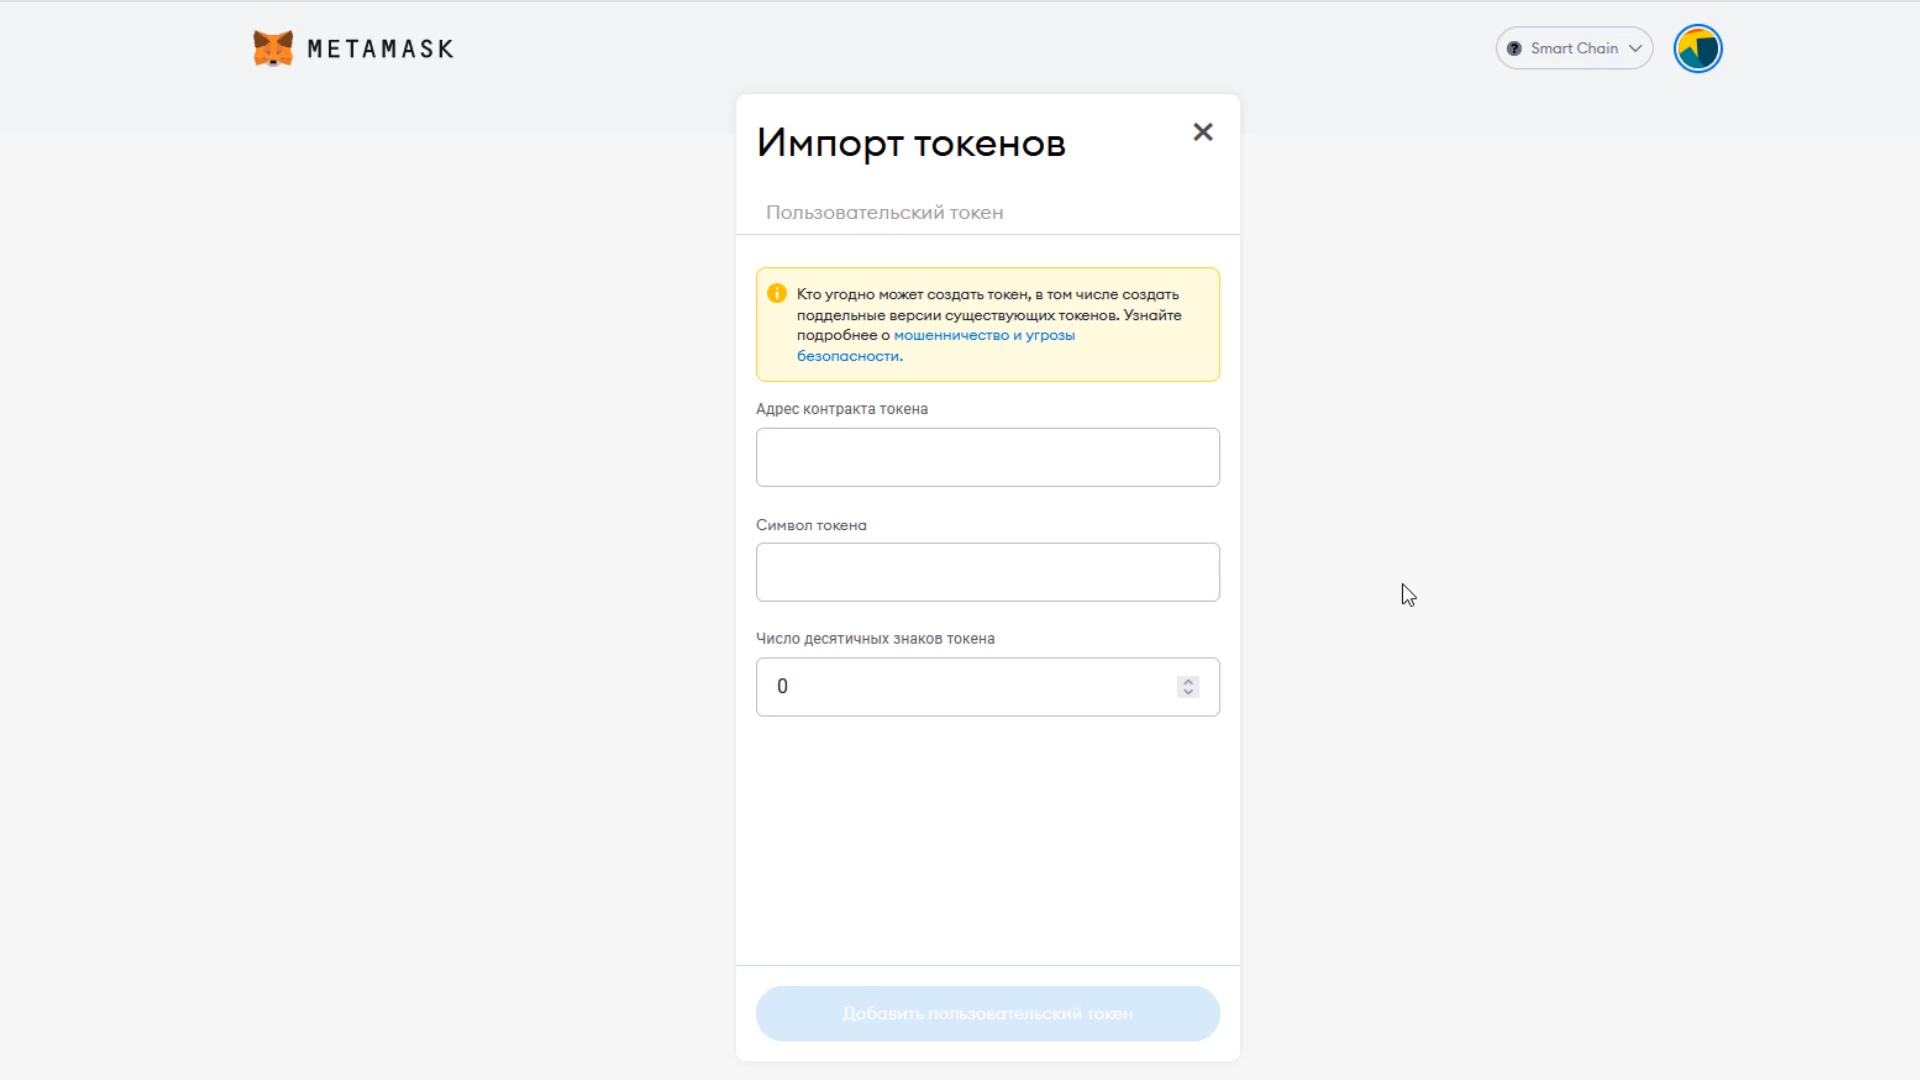 METAMASK
Smart Chain
Импорт токенов
Пользовательский токен
Кто угодно может создать токен, в том числе создать
поддельные версии существующих токенов. Узнайте
подробнее о мошенничество и угрозы
безопасности.
Адрес контракта токена
Символ токена
Число десятичных знаков токена
0
Добавить пользовательский токен